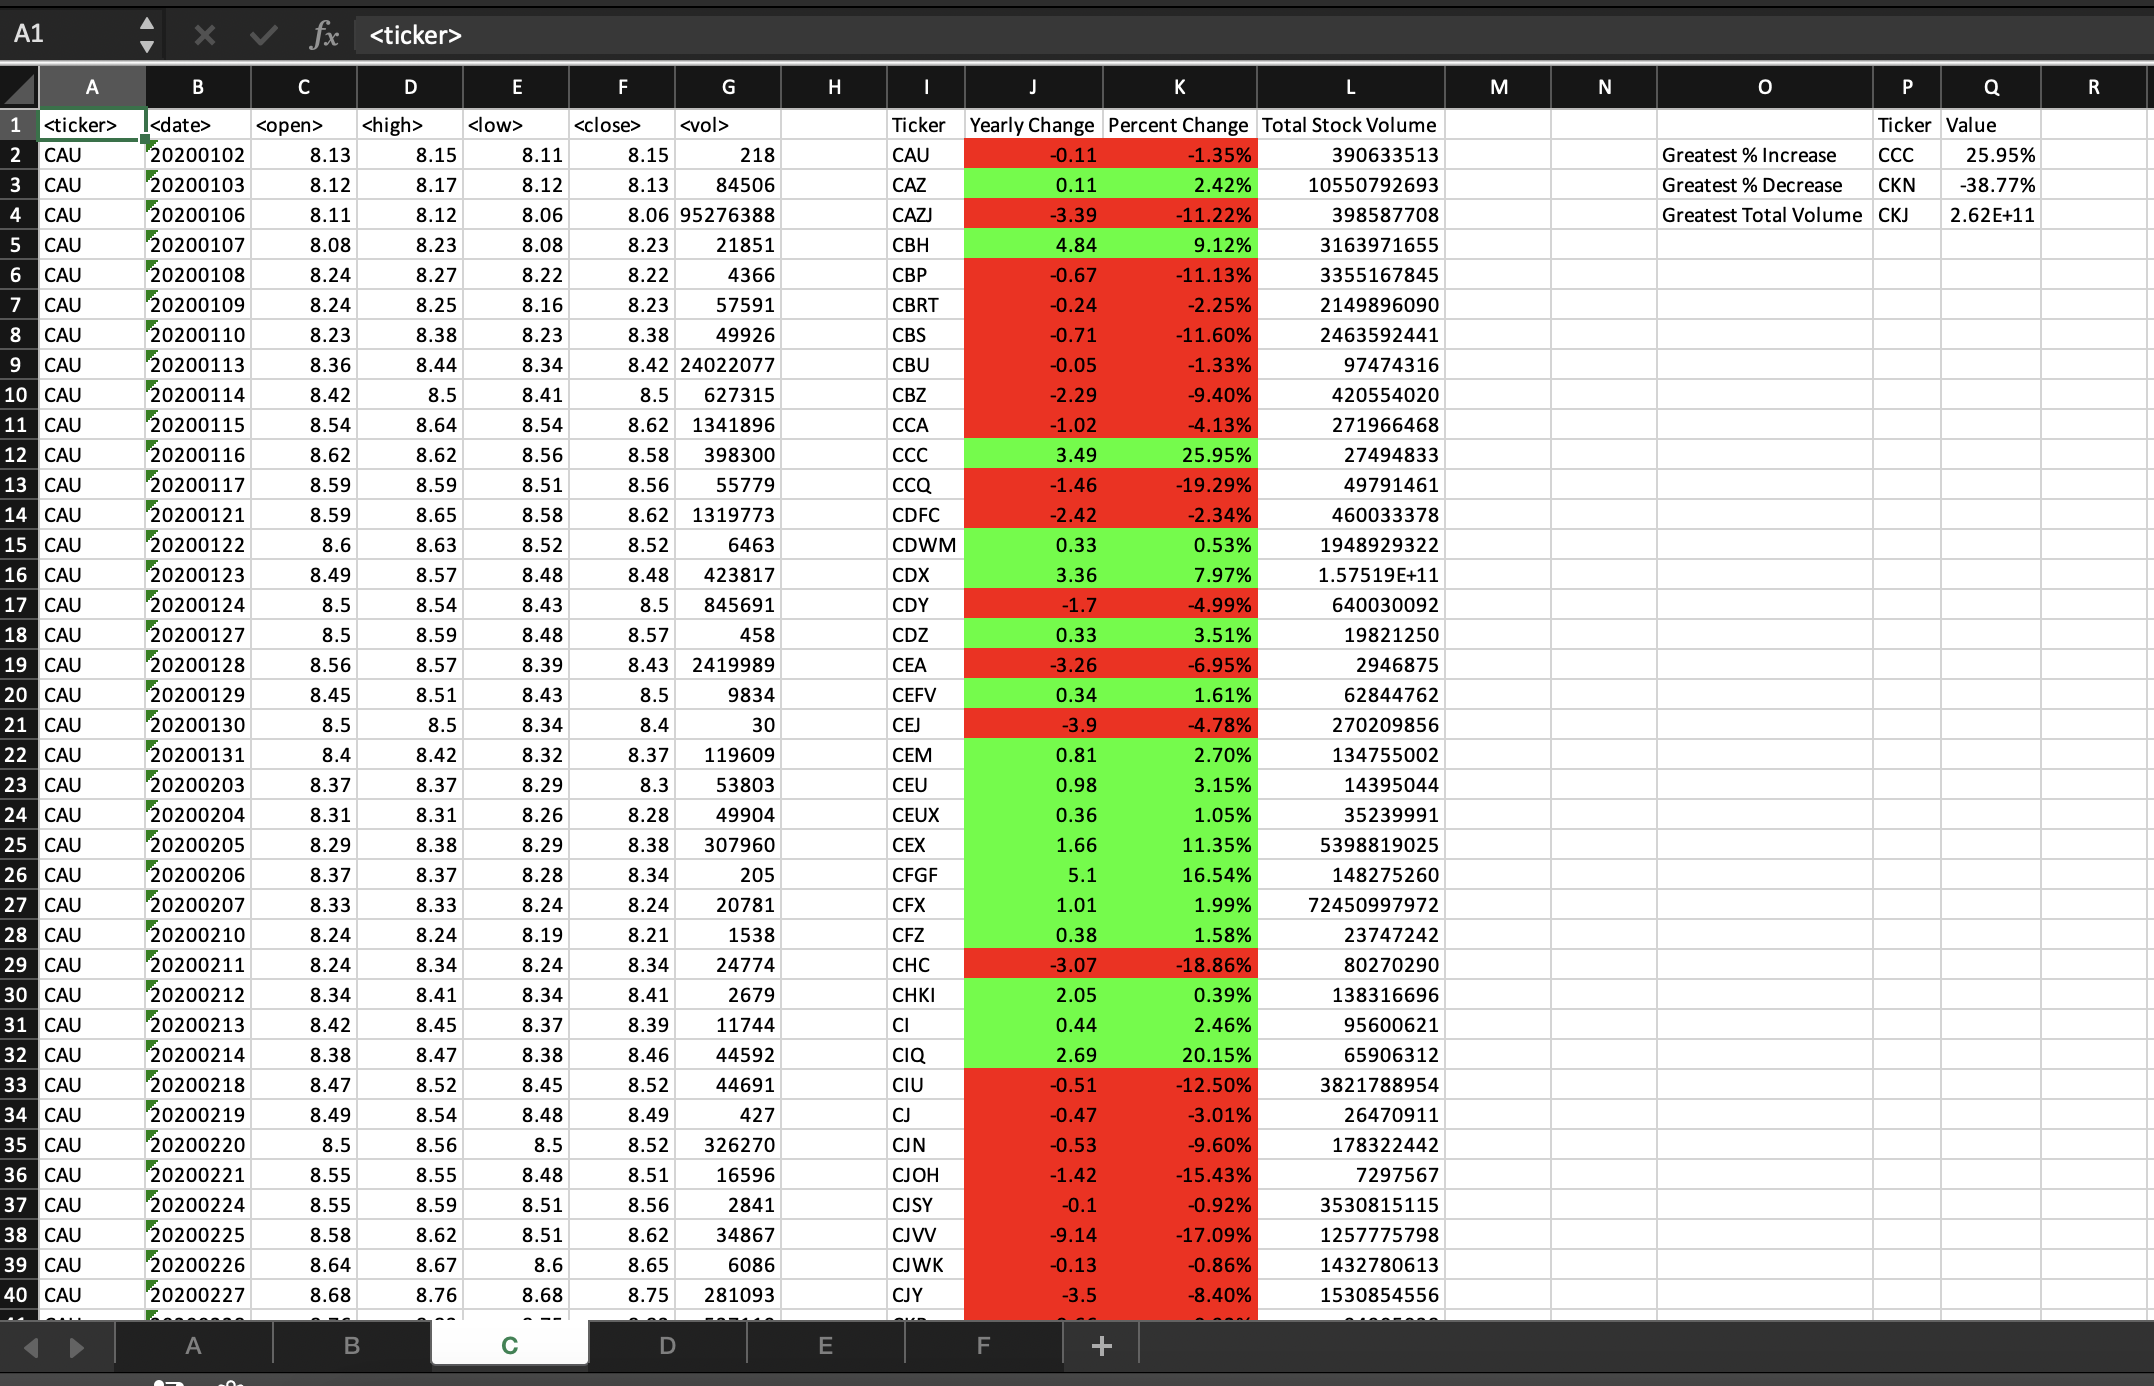 A1 fx <ticker>
A B C D E F G H I J K L M N O P Q R
1 <ticker> <date> <open> <high> <low> <close> <vol> Ticker Yearly Change Percent Change Total Stock Volume Ticker Value
2 CAU 20200102 8.13 8.15 8.11 8.15 218 CAU -0.11 -1.35% 390633513 Greatest % Increase CCC 25.95%
3 CAU 20200103 8.12 8.17 8.12 8.13 84506 CAZ 0.11 2.42% 10550792693 Greatest % Decrease CKN -38.77%
4 CAU 20200106 8.11 8.12 8.06 8.06 95276388 CAZJ -3.39 -11.22% 398587708 Greatest Total Volume CKJ 2.62E+11
5 CAU 20200107 8.08 8.23 8.08 8.23 21851 CBH 4.84 9.12% 3163971655
6 CAU 20200108 8.24 8.27 8.22 8.22 4366 CBP -0.67 -11.13% 3355167845
7 CAU 20200109 8.24 8.25 8.16 8.23 57591 CBRT -0.24 -2.25% 2149896090
8 CAU 20200110 8.23 8.38 8.23 8.38 49926 CBS -0.71 -11.60% 2463592441
9 CAU 20200113 8.36 8.44 8.34 8.42 24022077 CBU -0.05 -1.33% 97474316
10 CAU 20200114 8.42 8.5 8.41 8.5 627315 CBZ -2.29 -9.40% 420554020
11 CAU 20200115 8.54 8.64 8.54 8.62 1341896 CCA -1.02 -4.13% 271966468
12 CAU 20200116 8.62 8.62 8.56 8.58 398300 CCC 3.49 25.95% 27494833
13 CAU 20200117 8.59 8.59 8.51 8.56 55779 CCQ -1.46 -19.29% 49791461
14 CAU 20200121 8.59 8.65 8.58 8.62 1319773 CDFC -2.42 -2.34% 460033378
15 CAU 20200122 8.6 8.63 8.52 8.52 6463 CDWM 0.33 0.53% 1948929322
16 CAU 20200123 8.49 8.57 8.48 8.48 423817 CDX 3.36 7.97% 1.57519E+11
17 CAU 20200124 8.5 8.54 8.43 8.5 845691 CDY -1.7 -4.99% 640030092
18 CAU 20200127 8.5 8.59 8.48 8.57 458 CDZ 0.33 3.51% 19821250
19 CAU 20200128 8.56 8.57 8.39 8.43 2419989 CEA -3.26 -6.95% 2946875
20 CAU 20200129 8.45 8.51 8.43 8.5 9834 CEFV 0.34 1.61% 62844762
21 CAU 20200130 8.5 8.5 8.34 8.4 30 CEJ -3.9 -4.78% 270209856
22 CAU 20200131 8.4 8.42 8.32 8.37 119609 CEM 0.81 2.70% 134755002
23 CAU 20200203 8.37 8.37 8.29 8.3 53803 CEU 0.98 3.15% 14395044
24 CAU 20200204 8.31 8.31 8.26 8.28 49904 CEUX 0.36 1.05% 35239991
25 CAU 20200205 8.29 8.38 8.29 8.38 307960 CEX 1.66 11.35% 5398819025
26 CAU 20200206 8.37 8.37 8.28 8.34 205 CFGF 5.1 16.54% 148275260
27 CAU 20200207 8.33 8.33 8.24 8.24 20781 CFX 1.01 1.99% 72450997972
28 CAU 20200210 8.24 8.24 8.19 8.21 1538 CFZ 0.38 1.58% 23747242
29 CAU 20200211 8.24 8.34 8.24 8.34 24774 CHC -3.07 -18.86% 80270290
30 CAU 20200212 8.34 8.41 8.34 8.41 2679 CHKI 2.05 0.39% 138316696
31 CAU 20200213 8.42 8.45 8.37 8.39 11744 CI 0.44 2.46% 95600621
32 CAU 20200214 8.38 8.47 8.38 8.46 44592 CIQ 2.69 20.15% 65906312
33 CAU 20200218 8.47 8.52 8.45 8.52 44691 CIU -0.51 -12.50% 3821788954
34 CAU 20200219 8.49 8.54 8.48 8.49 427 CJ -0.47 -3.01% 26470911
35 CAU 20200220 8.5 8.56 8.5 8.52 326270 CJN -0.53 -9.60% 178322442
36 CAU 20200221 8.55 8.55 8.48 8.51 16596 CJOH -1.42 -15.43% 7297567
37 CAU 20200224 8.55 8.59 8.51 8.56 2841 CJSY -0.1 -0.92% 3530815115
38 CAU 20200225 8.58 8.62 8.51 8.62 34867 CJVV -9.14 -17.09% 1257775798
39 CAU 20200226 8.64 8.67 8.6 8.65 6086 CJWK -0.13 -0.86% 1432780613
40 CAU 20200227 8.68 8.76 8.68 8.75 281093 CJY -3.5 -8.40% 1530854556
A B C D E F +